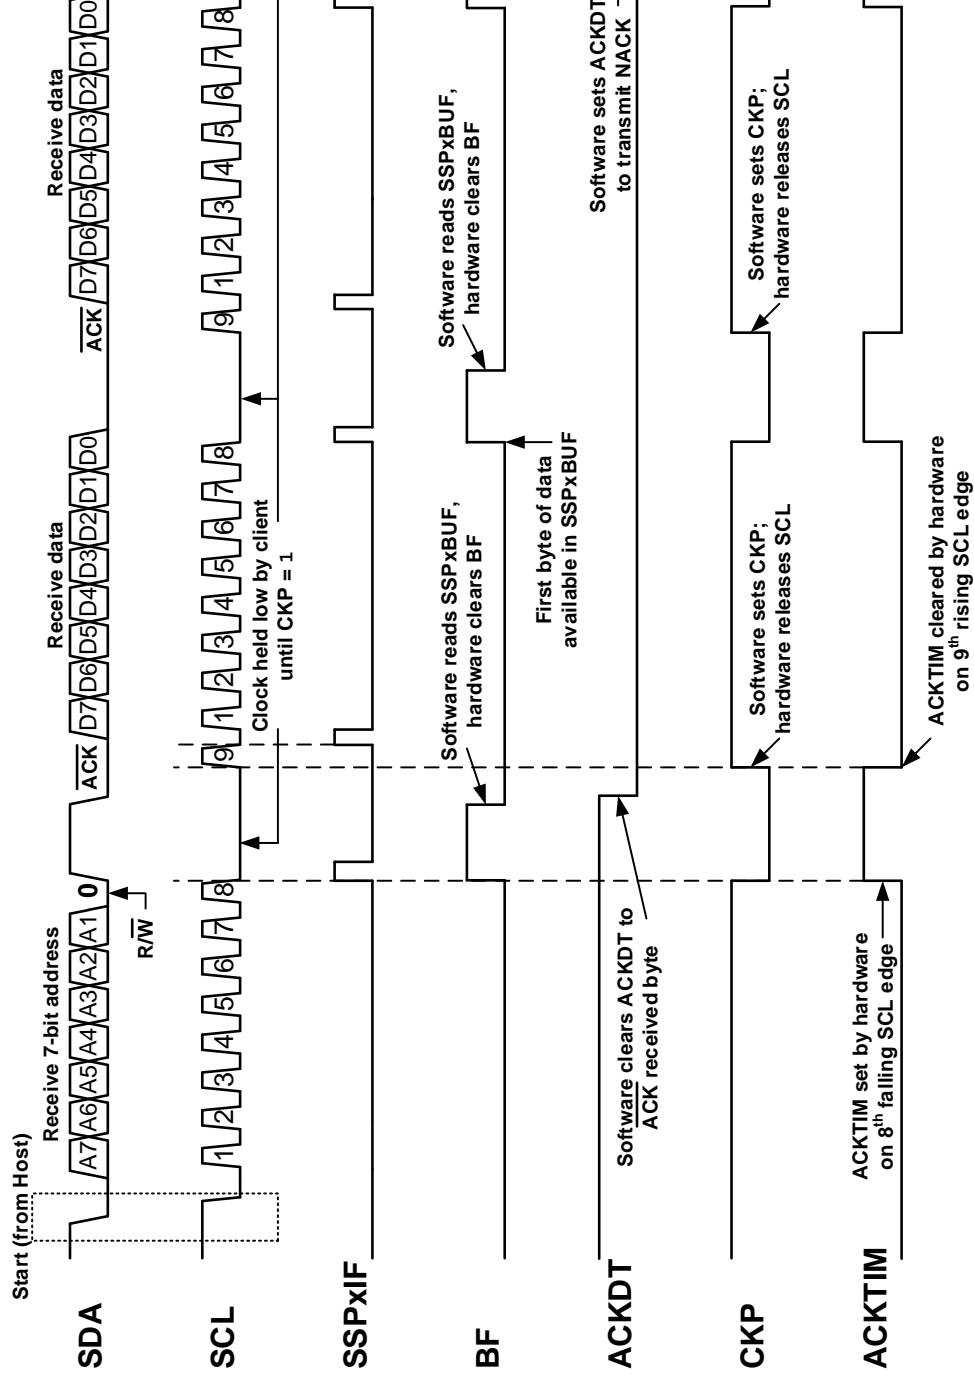 Start (from Host)
Receive 7-bit address
Receive data
Receive data
SDA
A7 A6 A5 A4 A3 A2 A1 0
ACK
D7 D6 D5 D4 D3 D2 D1 D0
ACK
D7 D6 D5 D4 D3 D2 D1 D0
R/W
SCL
1 2 3 4 5 6 7 8 9
1 2 3 4 5 6 7 8 9
1 2 3 4 5 6 7 8
Clock held low by client
until CKP = 1
SSPxIF
BF
Software reads SSPxBUF,
hardware clears BF
First byte of data
available in SSPxBUF
Software reads SSPxBUF,
hardware clears BF
ACKDT
Software clears ACKDT to
ACK received byte
Software sets ACKDT
to transmit NACK
CKP
Software sets CKP;
hardware releases SCL
Software sets CKP;
hardware releases SCL
ACKTIM
ACKTIM set by hardware
on 8th falling SCL edge
ACKTIM cleared by hardware
on 9th rising SCL edge